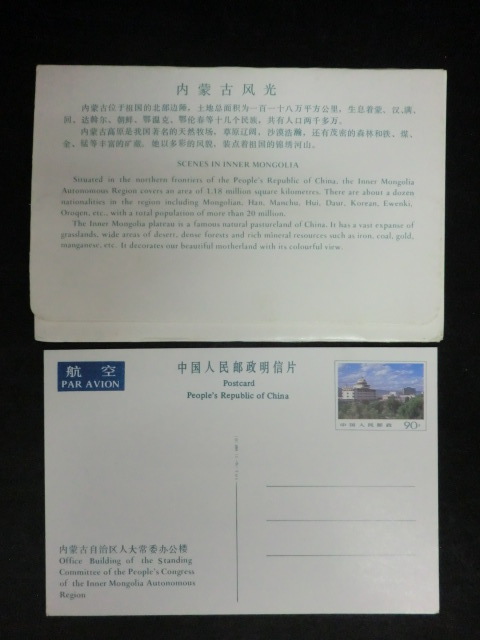 内蒙古风光
内蒙古位于祖国的北部边陲，土地总面积为一百一十八万平方公里，生息着蒙、汉、满、
回、达斡尔、朝鲜、鄂温克、鄂伦春等十几个民族，共有人口两千多万。
内蒙古高原是我国著名的天然牧场，草原辽阔，沙漠浩瀚，还有茂密的森林和铁、煤、
金、锰等丰富的矿藏。她以多彩的风貌，装点着祖国的锦绣河山。
SCENES IN INNER MONGOLIA
Situated in the northern frontiers of the People's Republic of China, the Inner Mongolia
Autonomous Region covers an area of 1.18 million square kilometres. There are about a dozen
nationalities in the region including Mongolian, Han, Manchu, Hui, Daur, Korean, Ewenki,
Oroqen, etc., with a total population of more than 20 million.
The Inner Mongolia plateau is a famous natural pastureland of China. It has a vast expanse of
grasslands, wide areas of desert, dense forests and rich mineral resources such as iron, coal, gold,
manganese, etc. It decorates our beautiful motherland with its colourful view.
航 空
PAR AVION
中国人民邮政明信片
Postcard
People's Republic of China
中国人民邮政 90分
内蒙古自治区人大常委办公楼
Office Building of the Standing
Committee of the People's Congress
of the Inner Mongolia Autonomous
Region